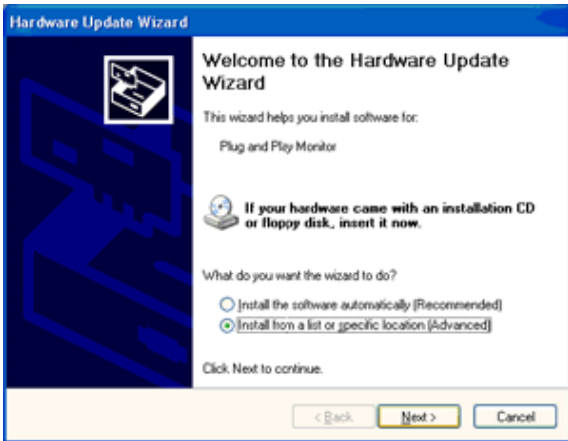 Hardware Update Wizard
Welcome to the Hardware Update
Wizard
This wizard helps you install software for:
Plug and Play Monitor
If your hardware came with an installation CD
or floppy disk, insert it now.
What do you want the wizard to do?
Install the software automatically (Recommended)
Install from a list or specific location (Advanced)
Click Next to continue.
< Back
Next >
Cancel